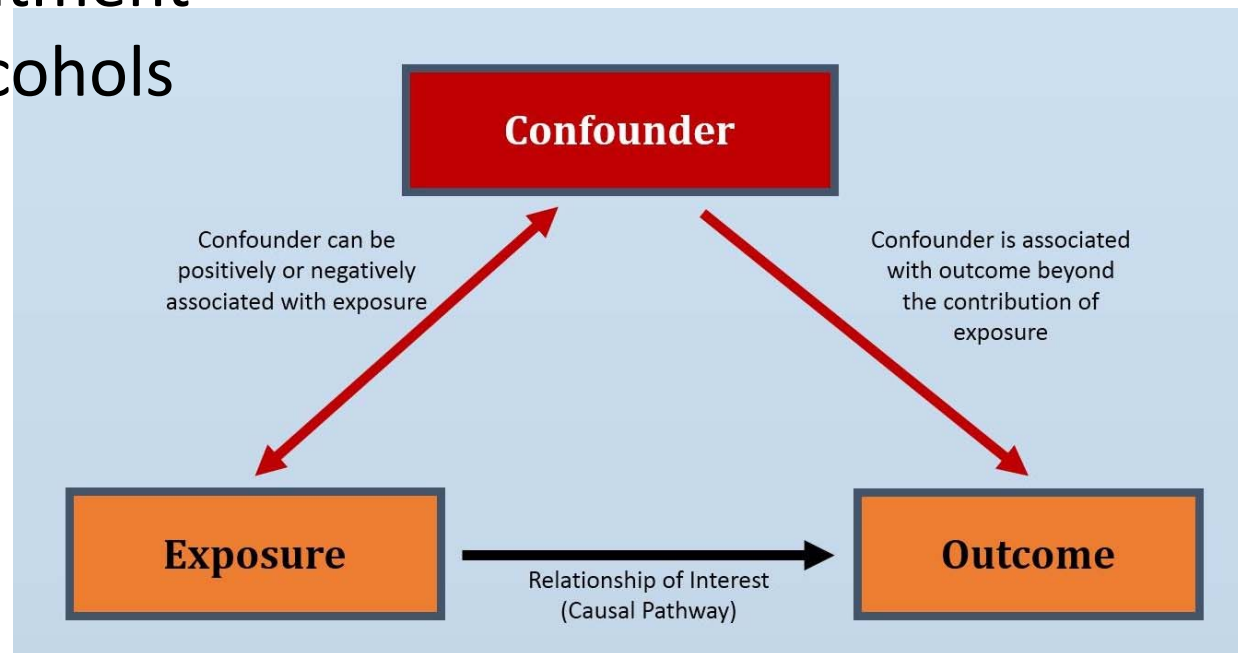 cohols
Confounder
Confounder can be
positively or negatively
associated with exposure
Confounder is associated
with outcome beyond
the contribution of
exposure
Exposure
Relationship of Interest
(Causal Pathway)
Outcome